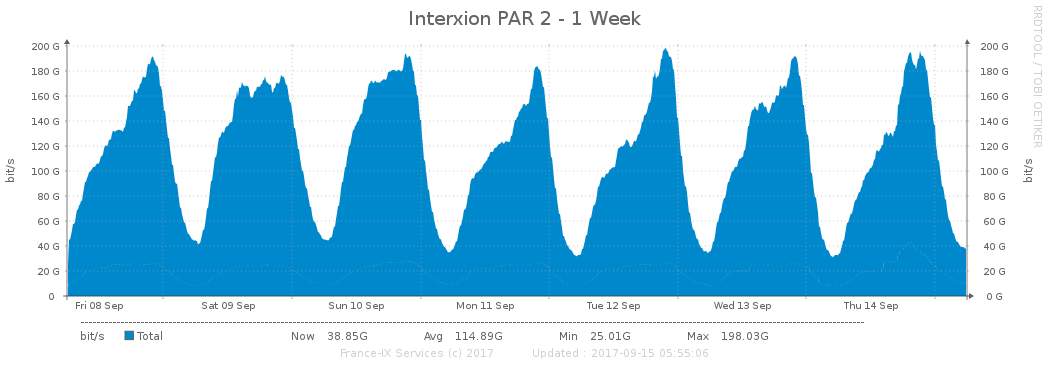 Interxion PAR 2 - 1 Week
RRDTOOL / TOBI OETIKER
200 G 200 G
180 G 180 G
160 G 160 G
140 G 140 G
120 G 120 G
100 G 100 G
80 G 80 G
60 G 60 G
40 G 40 G
20 G 20 G
0 0 G
bit/s bit/s
Fri 08 Sep Sat 09 Sep Sun 10 Sep Mon 11 Sep Tue 12 Sep Wed 13 Sep Thu 14 Sep
bit/s Total Now 38.85G Avg 114.89G Min 25.01G Max 198.03G
France-IX Services (c) 2017 Updated : 2017-09-15 05:55:06